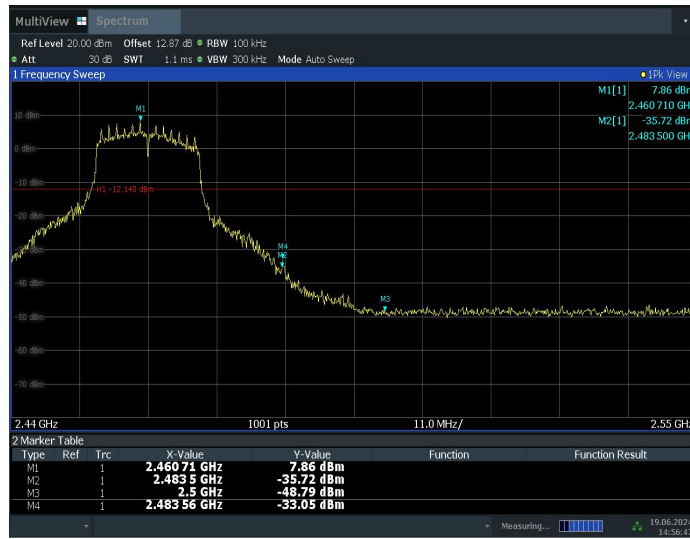 MultiView Spectrum
Ref Level 20.00 dBm Offset 12.87 dB RBW 100 kHz
Att 30 dB SWT 1.1 ms VBW 300 kHz Mode Auto Sweep
1 Frequency Sweep 1Pk View
M1[1] 7.86 dBm
2.460 710 GH
M2[1] -35.72 dBm
2.483 500 GH
M1
10 dBm
0 dBm
-10 dBm
H1 -12.140 dBm
-20 dBm
M4
-30 dBm
M2
-40 dBm
M3
-50 dBm
-60 dBm
-70 dBm
2.44 GHz 1001 pts 11.0 MHz/ 2.55 GH
2 Marker Table
Type Ref Trc X-Value Y-Value Function Function Result
M1 1 2.460 71 GHz 7.86 dBm
M2 1 2.483 5 GHz -35.72 dBm
M3 1 2.5 GHz -48.79 dBm
M4 1 2.483 56 GHz -33.05 dBm
Measuring... 19.06.2024
14:56:4